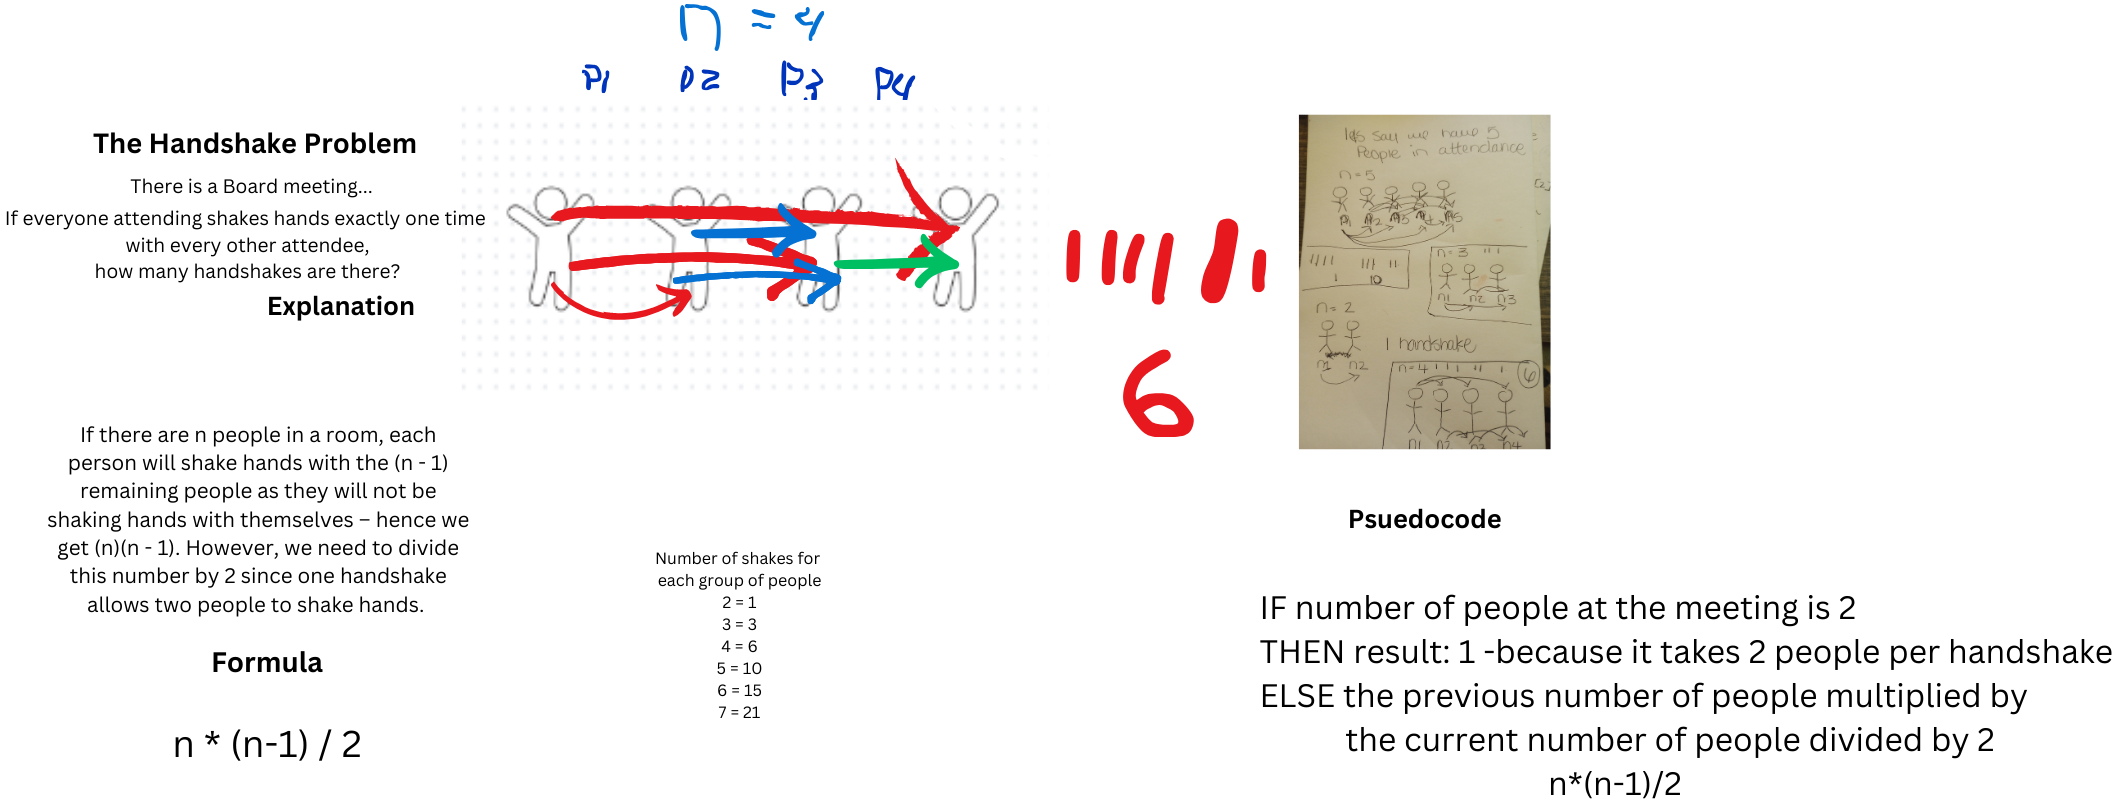 n = 4
P1 P2 P3 P4
The Handshake Problem
There is a Board meeting...
If everyone attending shakes hands exactly one time
with every other attendee,
how many handshakes are there?
Explanation
If there are n people in a room, each
person will shake hands with the (n - 1)
remaining people as they will not be
shaking hands with themselves – hence we
get (n)(n - 1). However, we need to divide
this number by 2 since one handshake
allows two people to shake hands.
Formula
n * (n-1) / 2
Number of shakes for
each group of people
2 = 1
3 = 3
4 = 6
5 = 10
6 = 15
7 = 21
6
lets say we have 5
People in attendance
n=5
10
n=3
n1 n2 n3
n=2
n1 n2
1 handshake
n=4
6
n1 n2 n3 n4
Psuedocode
IF number of people at the meeting is 2
THEN result: 1 -because it takes 2 people per handshake
ELSE the previous number of people multiplied by
the current number of people divided by 2
n*(n-1)/2